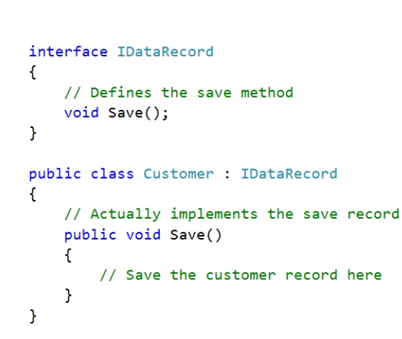 interface IDataRecord
{
    // Defines the save method
    void Save();
}

public class Customer : IDataRecord
{
    // Actually implements the save record
    public void Save()
    {
        // Save the customer record here
    }
}